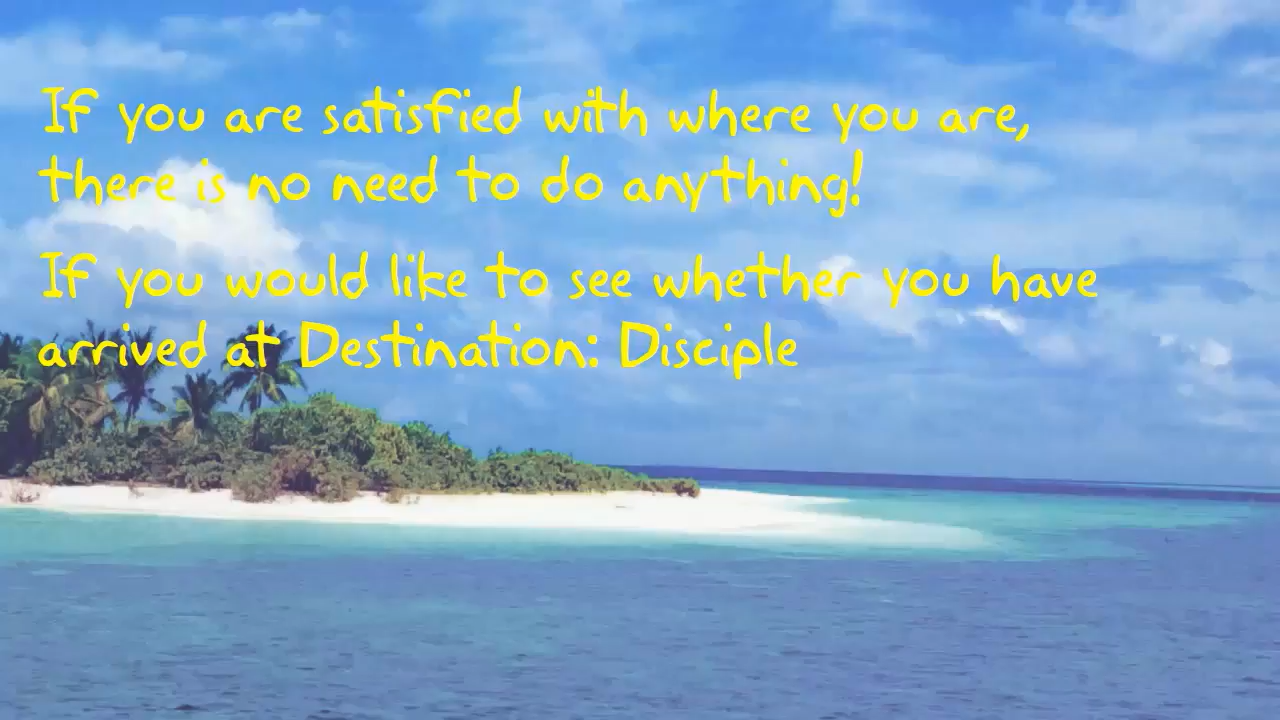 If you are satisfied with where you are,
there is no need to do anything!
If you would like to see whether you have
arrived at Destination: Disciple